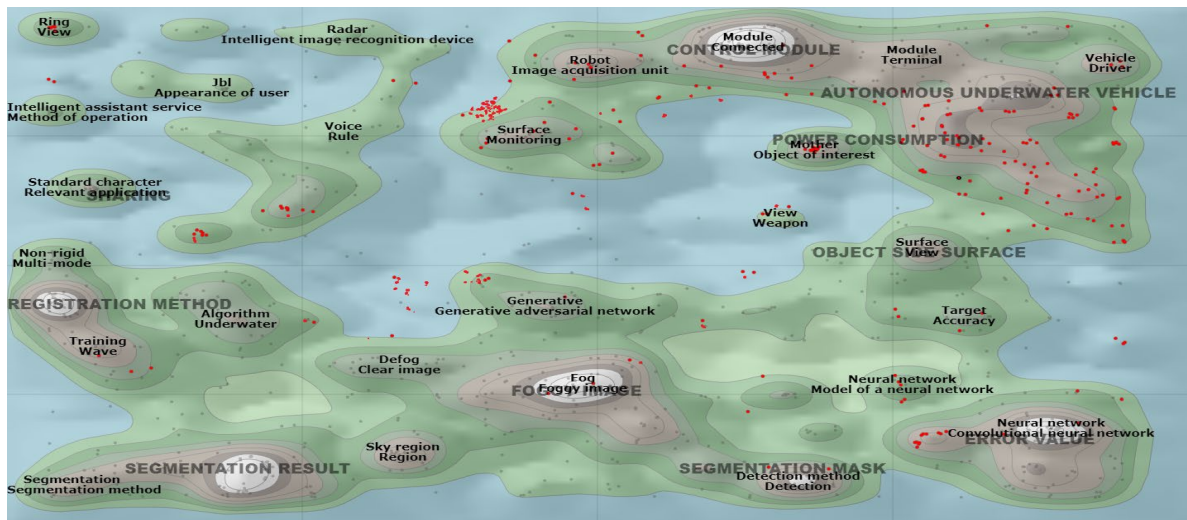 Ring
View
Radar
Intelligent image recognition device
Module
Connected
CONTROL MODULE
Module
Terminal
Robot
Image acquisition unit
Vehicle
Driver
Jbl
Appearance of user
AUTONOMOUS UNDERWATER VEHICLE
Intelligent assistant service
Method of operation
Voice
Rule
Surface
Monitoring
POWER CONSUMPTION
Mother
Object of interest
Standard character
Relevant application
SHARING
View
Weapon
Non-rigid
Multi-mode
Surface
View
OBJECT SIDE SURFACE
REGISTRATION METHOD
Algorithm
Underwater
Generative
Generative adversarial network
Target
Accuracy
Training
Wave
Defog
Clear image
Fog
Foggy image
FOGGY IMAGE
Neural network
Model of a neural network
Neural network
Convolutional neural network
ERROR VALUE
Sky region
Region
SEGMENTATION RESULT
Segmentation
Segmentation method
SEGMENTATION MASK
Detection method
Detection